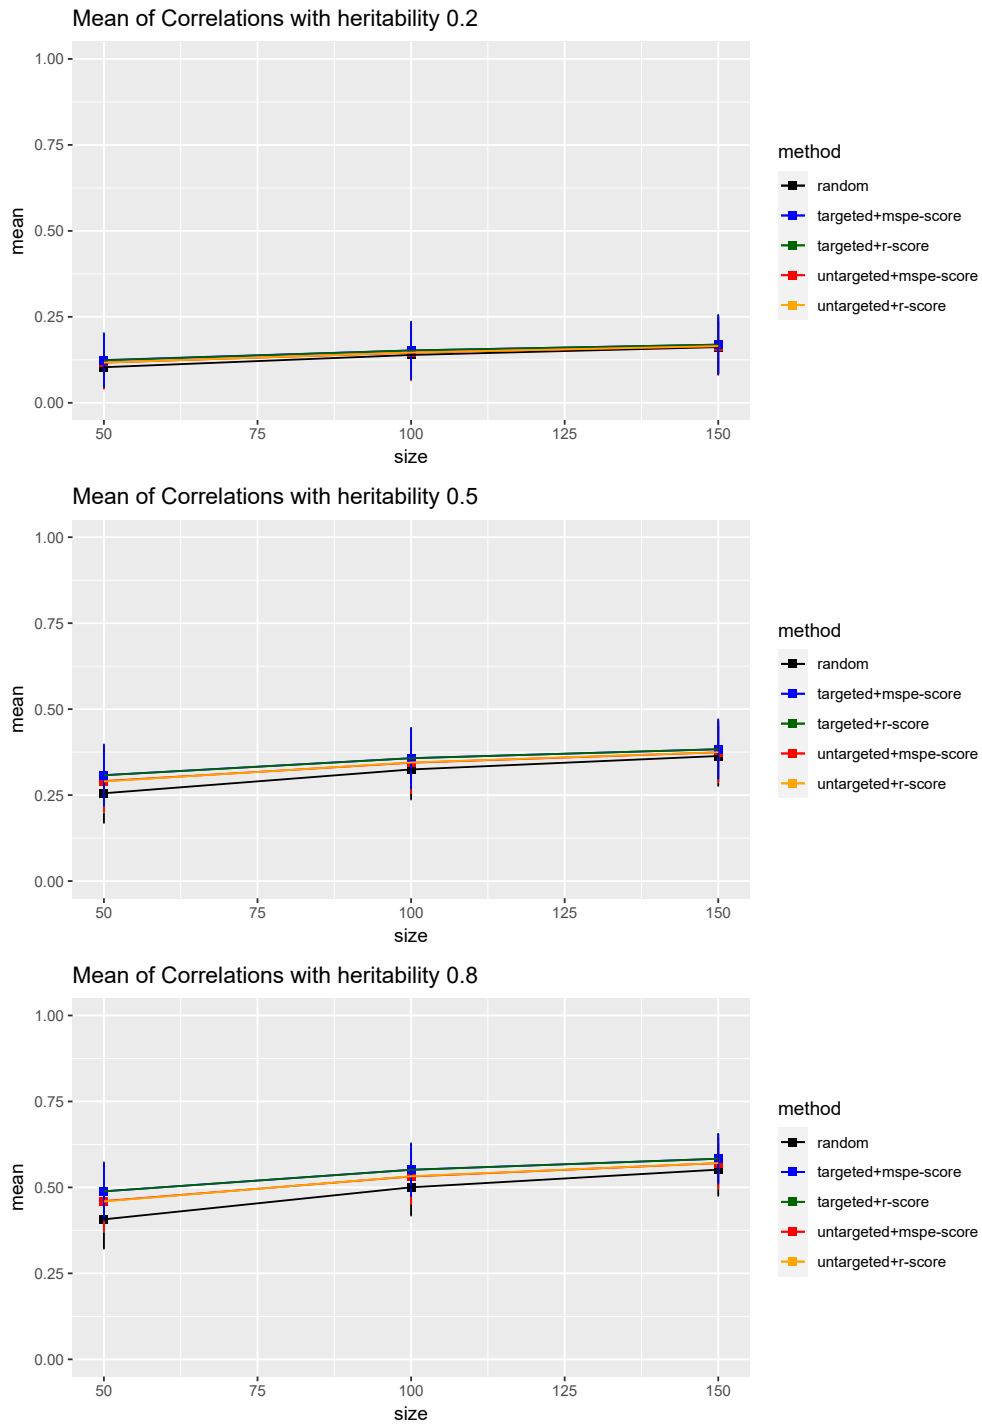 Mean of Correlations with heritability 0.2
1.00
0.75
0.50
0.25
0.00
mean
50
75
100
125
150
size
method
random
targeted+mspe-score
targeted+r-score
untargeted+mspe-score
untargeted+r-score
Mean of Correlations with heritability 0.5
1.00
0.75
0.50
0.25
0.00
mean
50
75
100
125
150
size
method
random
targeted+mspe-score
targeted+r-score
untargeted+mspe-score
untargeted+r-score
Mean of Correlations with heritability 0.8
1.00
0.75
0.50
0.25
0.00
mean
50
75
100
125
150
size
method
random
targeted+mspe-score
targeted+r-score
untargeted+mspe-score
untargeted+r-score